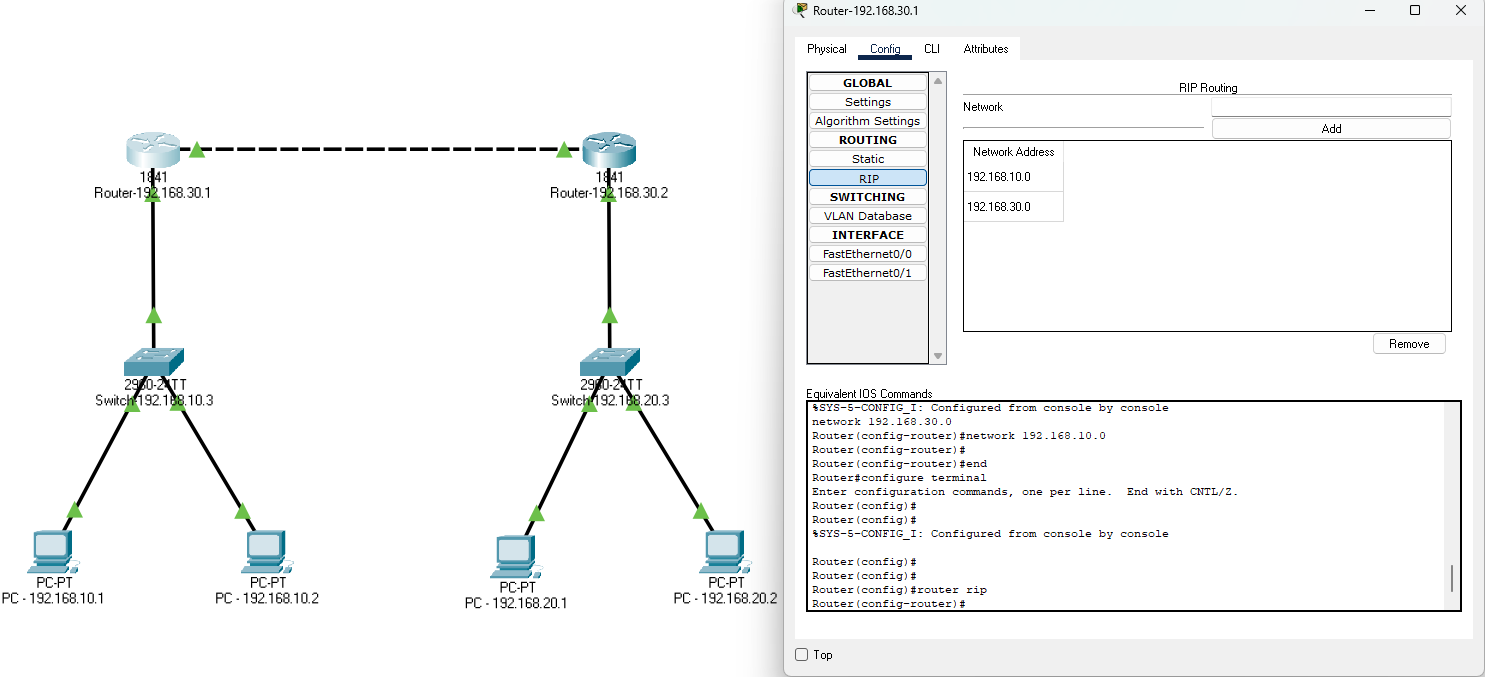 1841
Router-192.168.30.1
1841
Router-192.168.30.2
2960-24TT
Switch-192.168.10.3
2960-24TT
Switch-192.168.20.3
PC-PT
PC - 192.168.10.1
PC-PT
PC - 192.168.10.2
PC-PT
PC - 192.168.20.1
PC-PT
PC - 192.168.20.2
Router-192.168.30.1
Physical Config CLI Attributes
GLOBAL
Settings
Algorithm Settings
ROUTING
Static
RIP
SWITCHING
VLAN Database
INTERFACE
FastEthernet0/0
FastEthernet0/1
RIP Routing
Network
Add
Network Address
192.168.10.0
192.168.30.0
Remove
Equivalent IOS Commands
%SYS-5-CONFIG_I: Configured from console by console
network 192.168.30.0
Router(config-router)#network 192.168.10.0
Router(config-router)#
Router(config-router)#end
Router#configure terminal
Enter configuration commands, one per line.  End with CNTL/Z.
Router(config)#
Router(config)#
%SYS-5-CONFIG_I: Configured from console by console
Router(config)#
Router(config)#
Router(config)#router rip
Router(config-router)#
Top